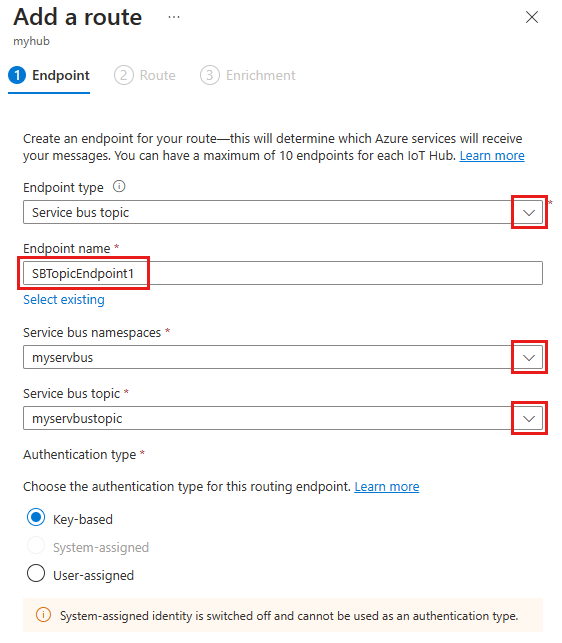 Add a route ...
myhub
1 Endpoint 2 Route 3 Enrichment
Create an endpoint for your route—this will determine which Azure services will receive
your messages. You can have a maximum of 10 endpoints for each IoT Hub. Learn more
Endpoint type
*
Service bus topic
Endpoint name *
SBTopicEndpoint1
Select existing
Service bus namespaces *
myservbus
Service bus topic *
myservbustopic
Authentication type *
Choose the authentication type for this routing endpoint. Learn more
Key-based
System-assigned
User-assigned
System-assigned identity is switched off and cannot be used as an authentication type.